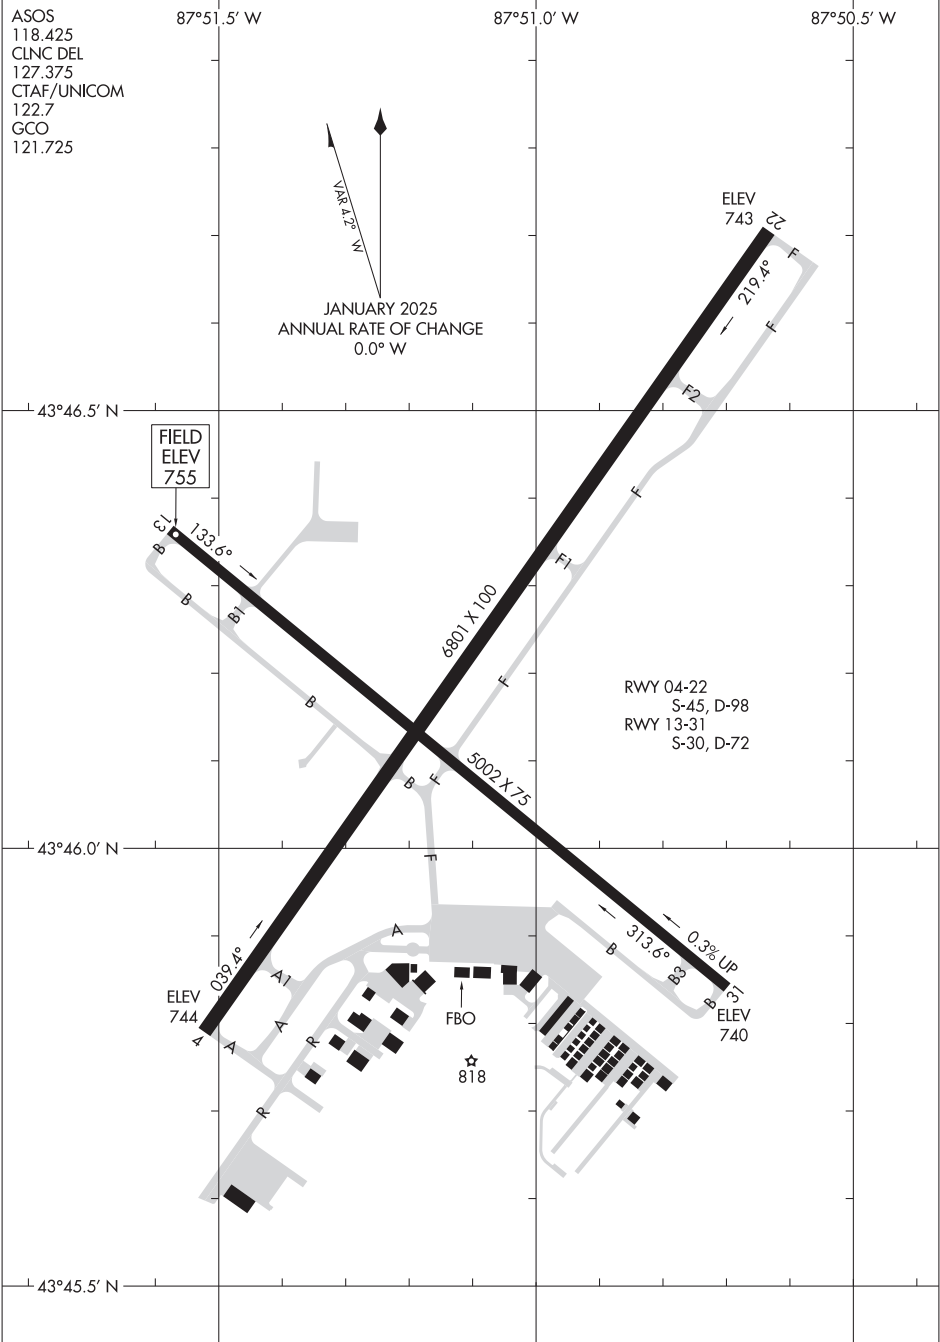 ASOS
118.425
CLNC DEL
127.375
CTAF/UNICOM
122.7
GCO
121.725
87°51.5' W
87°51.0' W
87°50.5' W
VAR 4.2° W
JANUARY 2025
ANNUAL RATE OF CHANGE
0.0° W
ELEV
743
22
F
219.4°
F
F2
43°46.5' N
FIELD
ELEV
755
13
133.6°
B
B
B1
B
F
F1
6801 X 100
F
RWY 04-22
S-45, D-98
RWY 13-31
S-30, D-72
5002 X 75
B
F
43°46.0' N
F
A
039.4°
A1
A
ELEV
744
4
A
R
R
FBO
818
B
313.6°
0.3% UP
B3
B
31
ELEV
740
43°45.5' N